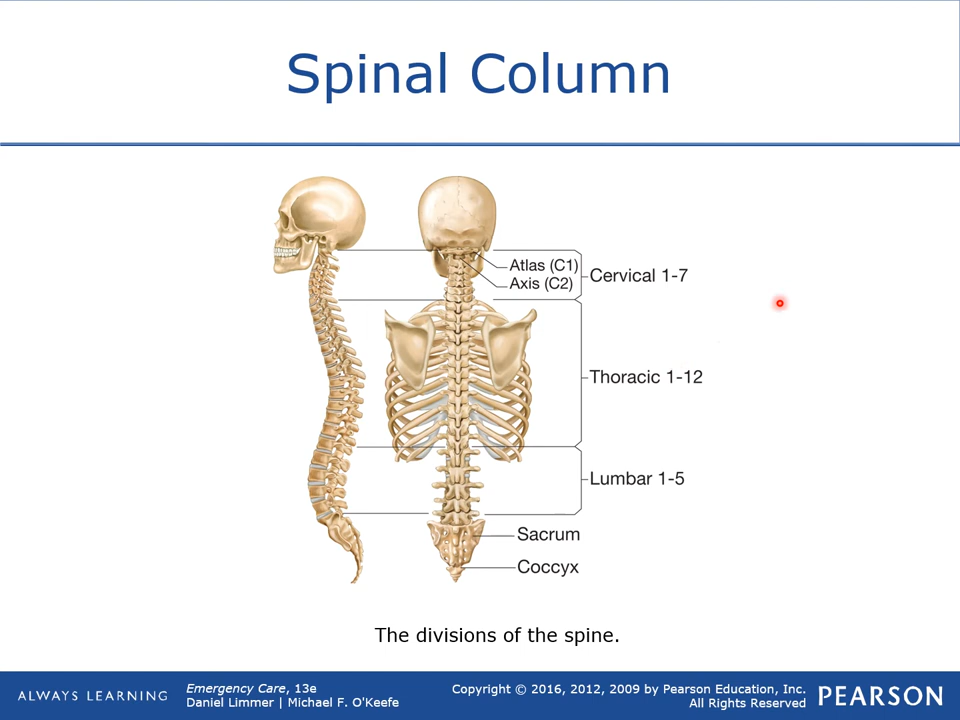 Spinal Column
Atlas (C1)
Axis (C2)
Cervical 1-7
Thoracic 1-12
Lumbar 1-5
Sacrum
Coccyx
The divisions of the spine.
ALWAYS LEARNING
Emergency Care, 13e
Daniel Limmer | Michael F. O'Keefe
Copyright © 2016, 2012, 2009 by Pearson Education, Inc.
All Rights Reserved
PEARSON